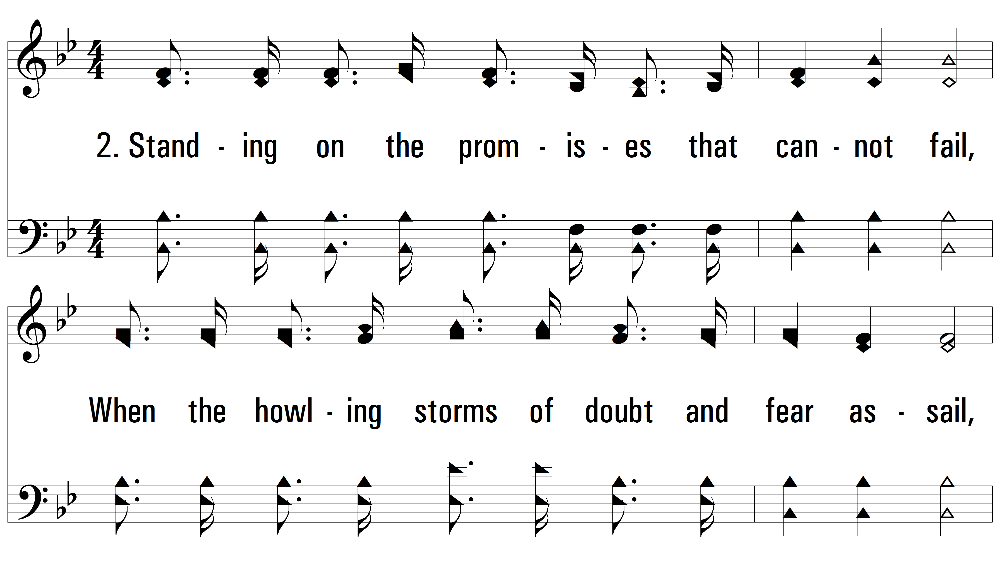 2. Stand - ing on the prom - is - es that can - not fail,
When the howl - ing storms of doubt and fear as - sail,